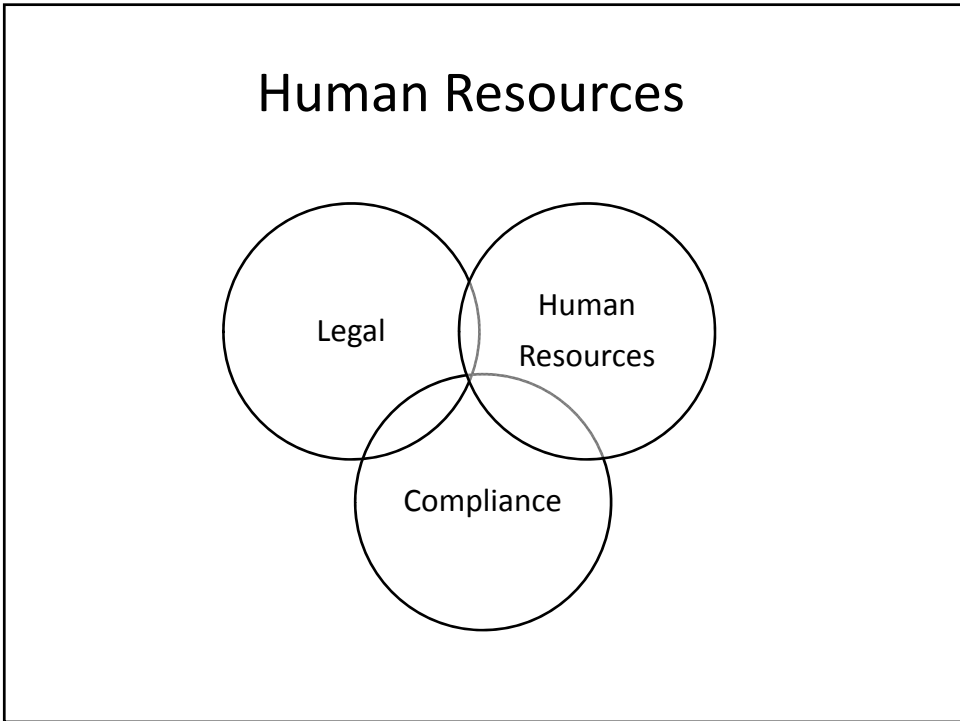 Human Resources
Legal
Human
Resources
Compliance